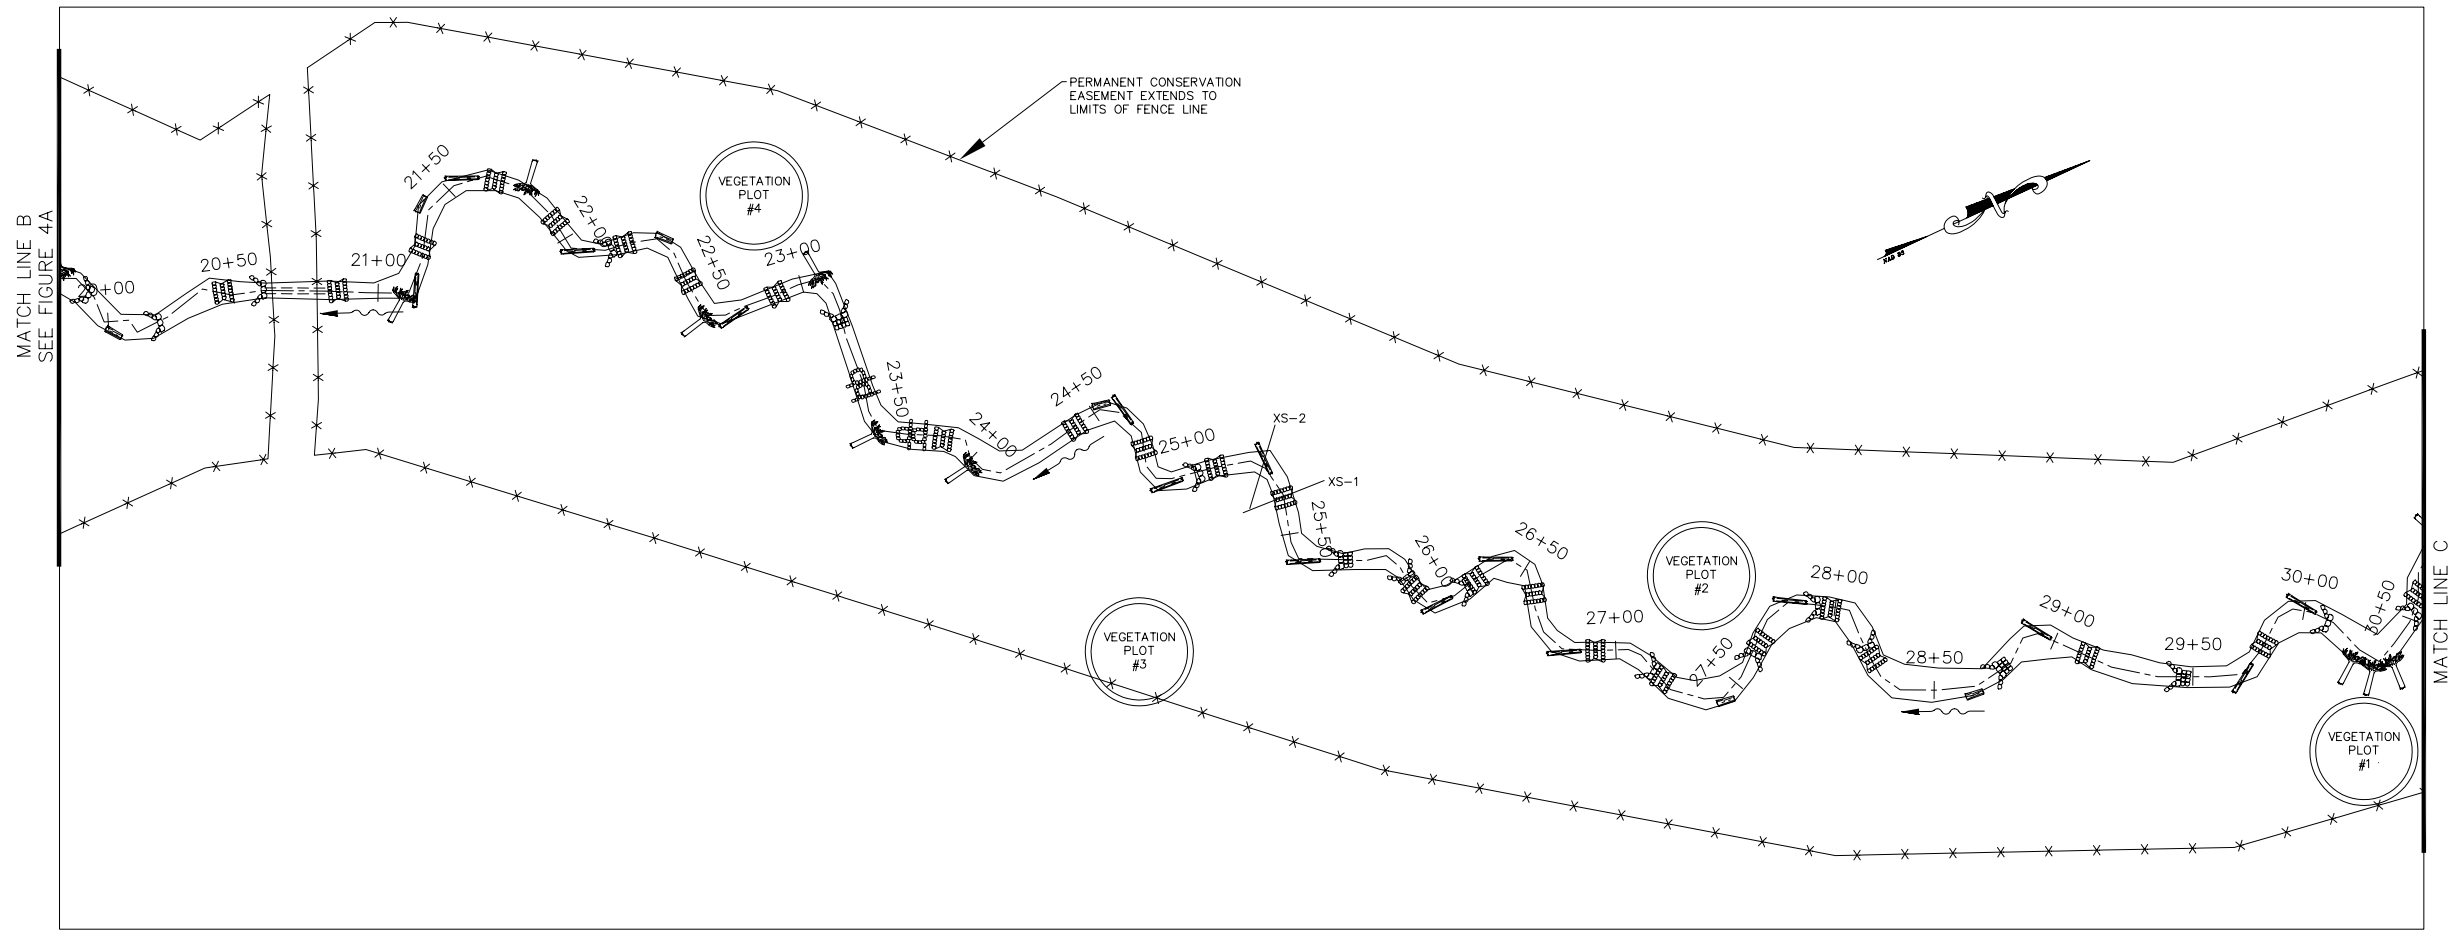 MATCH LINE B
SEE FIGURE 4A
PERMANENT CONSERVATION
EASEMENT EXTENDS TO
LIMITS OF FENCE LINE
20+00
20+50
21+00
21+50
22+00
22+50
VEGETATION
PLOT
#4
23+00
23+50
24+00
24+50
25+00
XS-2
XS-1
25+50
26+00
26+50
VEGETATION
PLOT
#3
27+00
VEGETATION
PLOT
#2
27+50
28+00
28+50
29+00
29+50
30+00
30+50
VEGETATION
PLOT
#1
N
MATCH LINE C